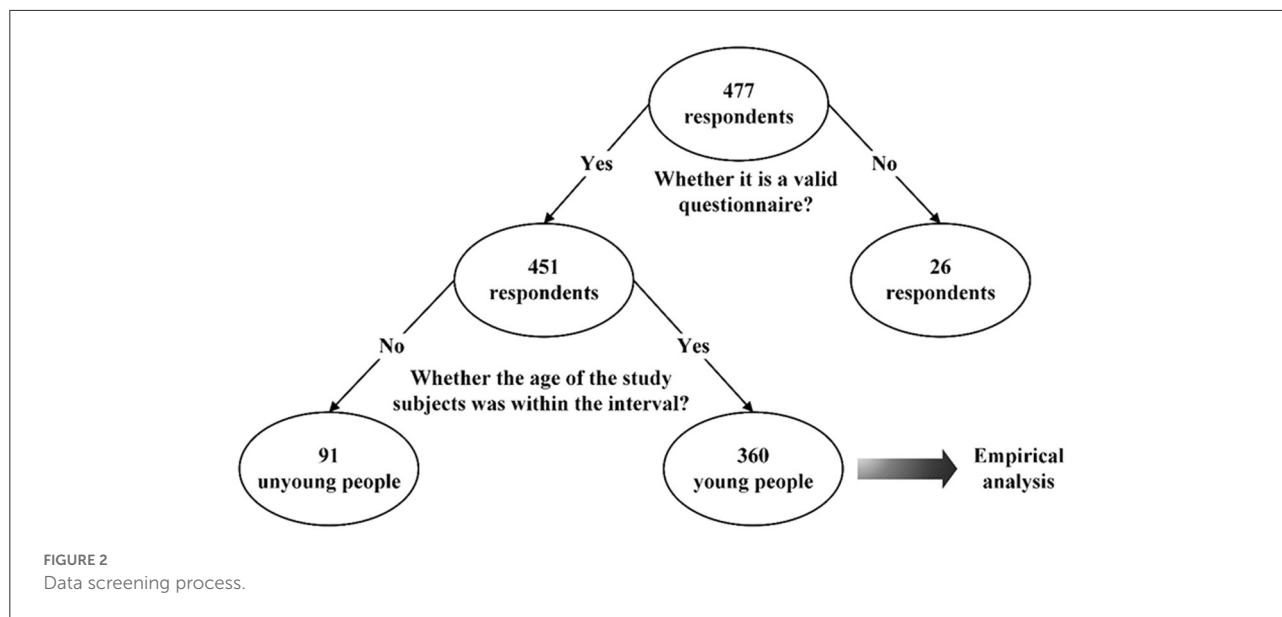 477
respondents
Yes
No
Whether it is a valid
questionnaire?
451
respondents
26
respondents
No
Yes
Whether the age of the study
subjects was within the interval?
91
unyoung people
360
young people
Empirical
analysis
FIGURE 2
Data screening process.